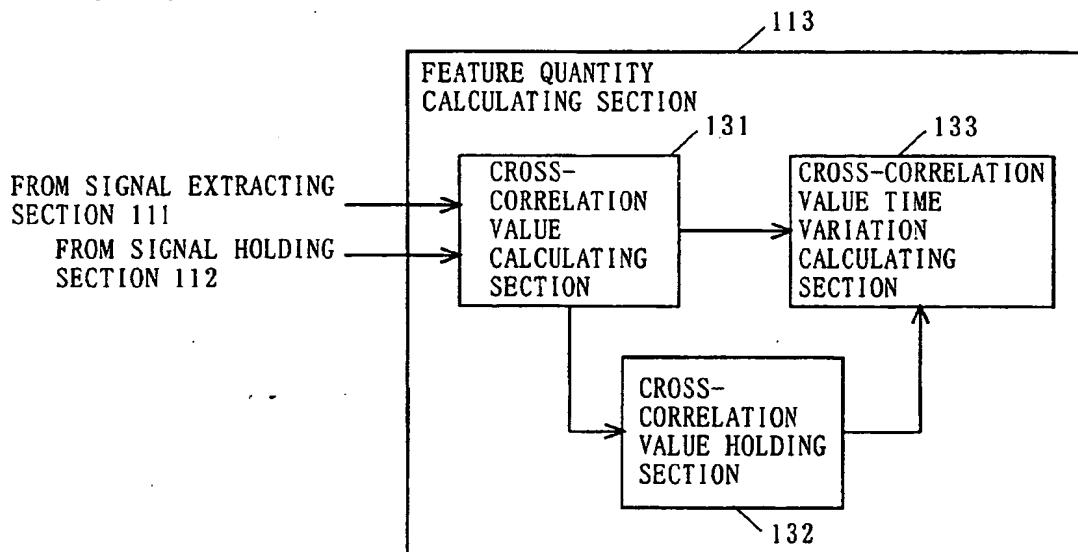 113
FEATURE QUANTITY
CALCULATING SECTION
131
133
FROM SIGNAL EXTRACTING
SECTION 111
FROM SIGNAL HOLDING
SECTION 112
CROSS-
CORRELATION
VALUE
CALCULATING
SECTION
CROSS-CORRELATION
VALUE TIME
VARIATION
CALCULATING
SECTION
CROSS-
CORRELATION
VALUE HOLDING
SECTION
132